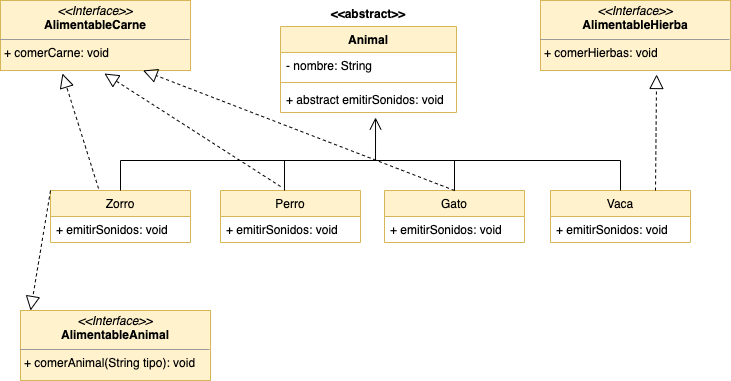 <<Interface>>
AlimentableCarne
+ comerCarne: void
<<abstract>>
Animal
- nombre: String
+ abstract emitirSonidos: void
<<Interface>>
AlimentableHierba
+ comerHierbas: void
Zorro
+ emitirSonidos: void
Perro
+ emitirSonidos: void
Gato
+ emitirSonidos: void
Vaca
+ emitirSonidos: void
<<Interface>>
AlimentableAnimal
+ comerAnimal(String tipo): void